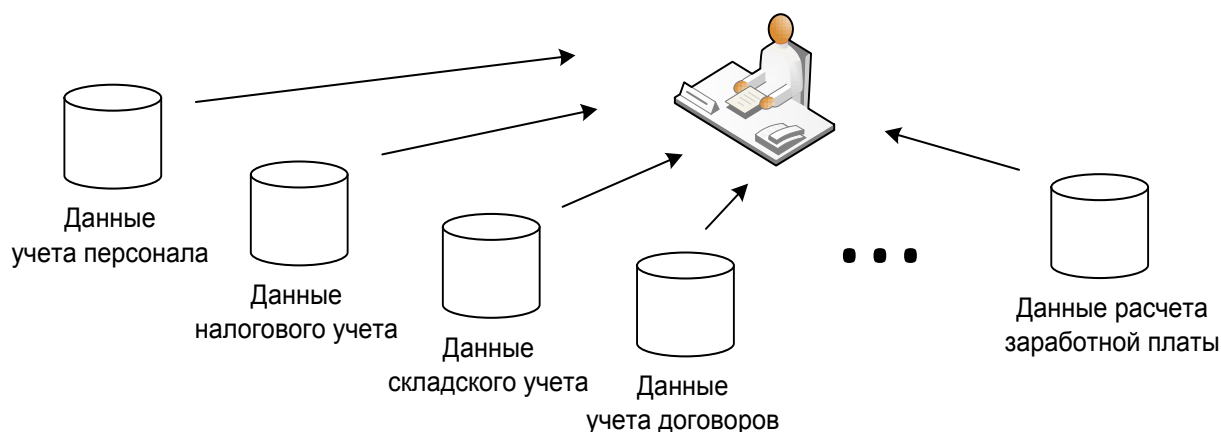 Данные
учета персонала
Данные
налогового учета
Данные
складского учета
Данные
учета договоров
Данные расчета
заработной платы